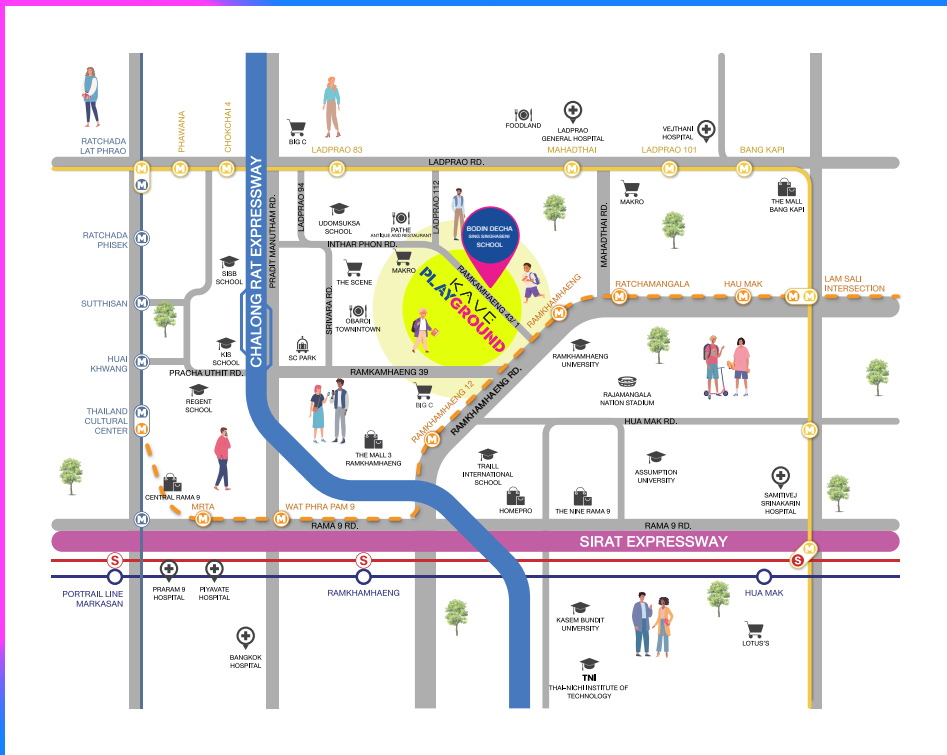 PHAWANA
CHOKCHAI 4
RATCHADA
LAT PHRAO
BIG C
LADPRAO 83
FOODLAND
LADPRAO
GENERAL HOSPITAL
MAHADTHAI
VEJTHANI
HOSPITAL
LADPRAO 101
BANG KAPI
LADPRAO RD.
CHALONG RAT EXPRESSWAY
PRADIT MANUTHAM RD.
LADPRAO 94
UDOMSUKSA
SCHOOL
PATHE
ANTIQUE AND RESTAURANT
LADPRAO 112
INTHAR PHON RD.
BODIN DECHA
SING SINGHASENI
SCHOOL
MAHADTHAI RD.
MAKRO
THE MALL
BANG KAPI
RATCHADA
PHISEK
SISB
SCHOOL
THE SCENE
MAKRO
SRIVARA RD.
OBAROI
TOWNINTOWN
RAMKAMHAENG 43/1
KAVE
PLAYGROUND
RAMKHAMHAENG
RATCHAMANGALA
HAU MAK
LAM SALI
INTERSECTION
SUTTHISAN
HUAI
KHWANG
KIS
SCHOOL
PRACHA UTHIT RD.
REGENT
SCHOOL
SC PARK
RAMKAMHAENG 39
BIG C
RAMKHAMHAENG 12
RAMKHAMHAENG RD.
RAMKHAMHAENG
UNIVERSITY
RAJAMANGALA
NATION STADIUM
HUA MAK RD.
THAILAND
CULTURAL
CENTER
THE MALL 3
RAMKHAMHAENG
TRAILL
INTERNATIONAL
SCHOOL
ASSUMPTION
UNIVERSITY
SAMITIVEJ
SRINAKARIN
HOSPITAL
CENTRAL RAMA 9
MRTA
WAT PHRA PAM 9
HOMEPRO
THE NINE RAMA 9
RAMA 9 RD.
RAMA 9 RD.
SIRAT EXPRESSWAY
PORTRAIL LINE
MARKASAN
PRARAM 9
HOSPITAL
PIYAVATE
HOSPITAL
RAMKHAMHAENG
HUA MAK
BANGKOK
HOSPITAL
KASEM BUNDIT
UNIVERSITY
LOTUS'S
TNI
THAI-NICHI INSTITUTE OF
TECHNOLOGY